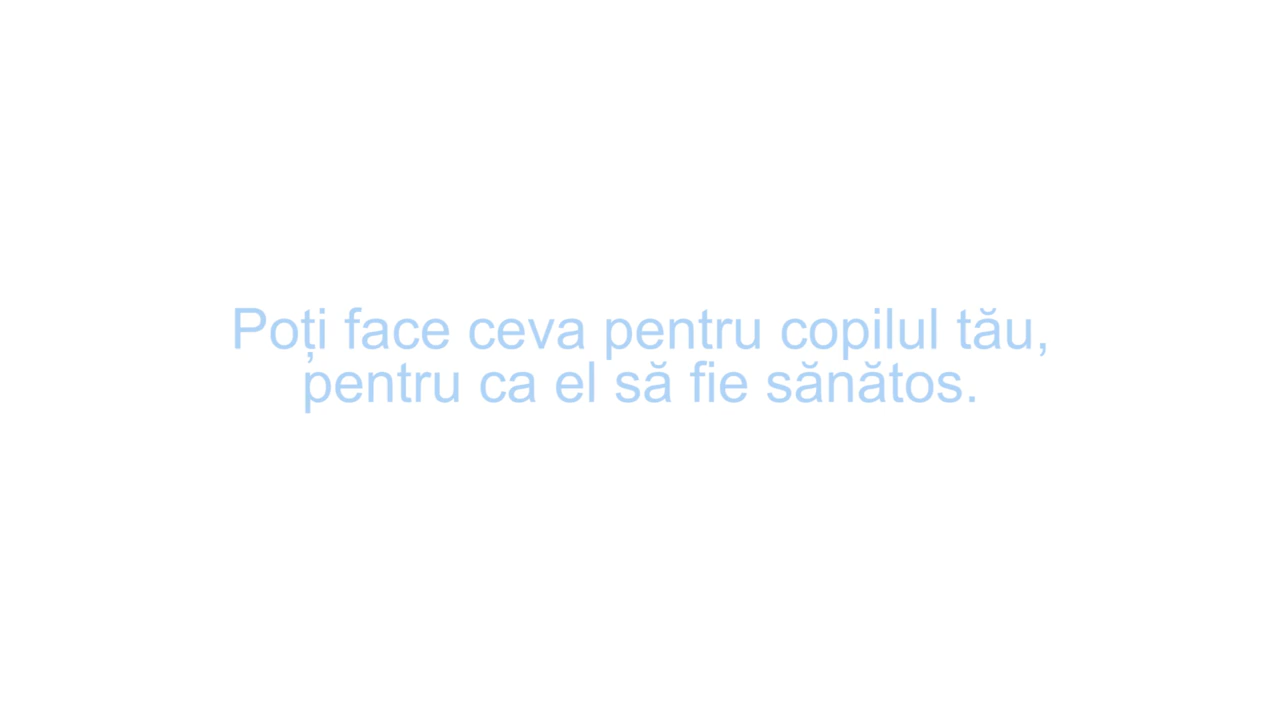 Poți face ceva pentru copilul tău,
pentru ca el să fie sănătos.